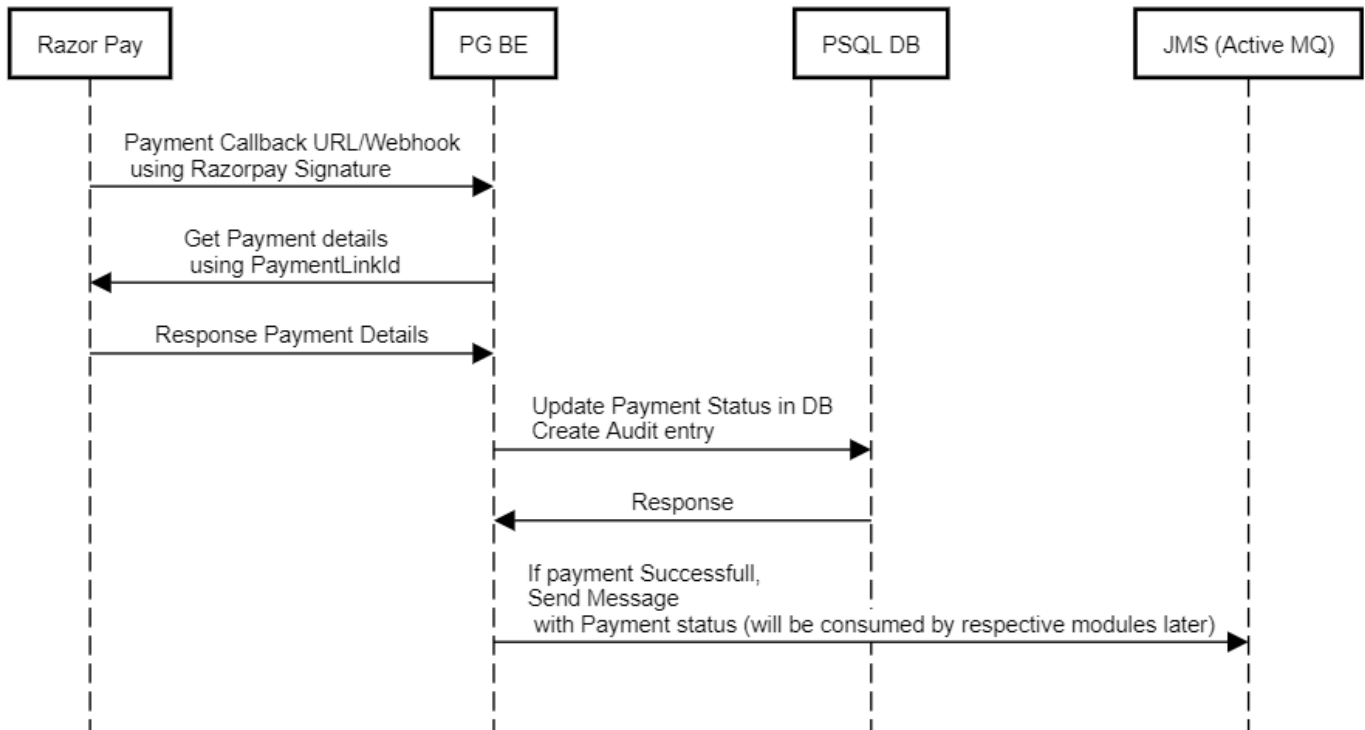 Razor Pay
PG BE
PSQL DB
JMS (Active MQ)
Payment Callback URL/Webhook
using Razorpay Signature
Get Payment details
using PaymentLinkId
Response Payment Details
Update Payment Status in DB
Create Audit entry
Response
If payment Successfull,
Send Message
with Payment status (will be consumed by respective modules later)